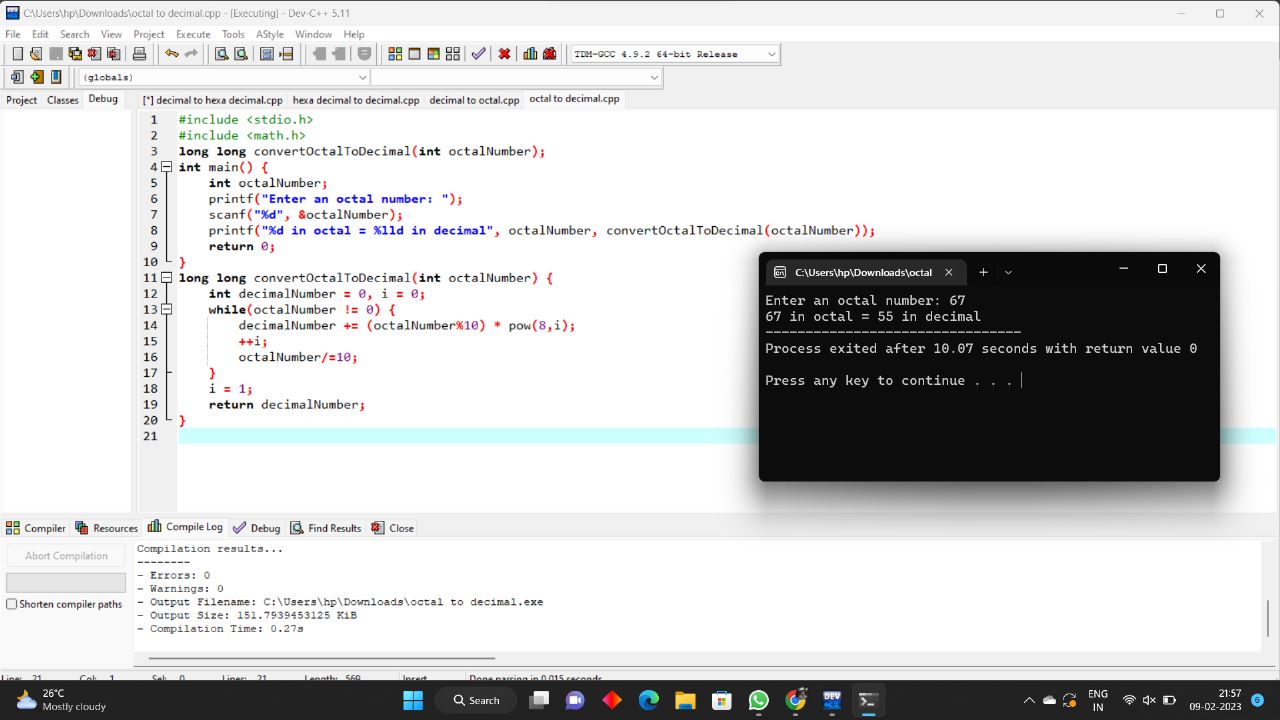 C:\Users\hp\Downloads\octal to decimal.cpp - [Executing] - Dev-C++ 5.11
File Edit Search View Project Execute Tools AStyle Window Help
TDM-GCC 4.9.2 64-bit Release
(globals)
Project Classes Debug [*] decimal to hexa decimal.cpp hexa decimal to decimal.cpp decimal to octal.cpp octal to decimal.cpp
1 #include <stdio.h>
2 #include <math.h>
3 long long convertOctalToDecimal(int octalNumber);
4 int main() {
5 int octalNumber;
6 printf("Enter an octal number: ");
7 scanf("%d", &octalNumber);
8 printf("%d in octal = %lld in decimal", octalNumber, convertOctalToDecimal(octalNumber));
9 return 0;
10 }
11 long long convertOctalToDecimal(int octalNumber) {
12 int decimalNumber = 0, i = 0;
13 while(octalNumber != 0) {
14 decimalNumber += (octalNumber%10) * pow(8,i);
15 ++i;
16 octalNumber/=10;
17 }
18 i = 1;
19 return decimalNumber;
20 }
21
C:\Users\hp\Downloads\octal
Enter an octal number: 67
67 in octal = 55 in decimal
--------------------------------
Process exited after 10.07 seconds with return value 0
Press any key to continue . . .
Compiler Resources Compile Log Debug Find Results Close
Abort Compilation
Shorten compiler paths
Compilation results...
--------
- Errors: 0
- Warnings: 0
- Output Filename: C:\Users\hp\Downloads\octal to decimal.exe
- Output Size: 151.7939453125 KiB
- Compilation Time: 0.27s
Line: 21 Col: 1 Sel: 0 Lines: 21 Length: 569 Insert Done parsing in 0.015 seconds
26°C
Mostly cloudy
Search
DEV
ENG
IN
21:57
09-02-2023
6